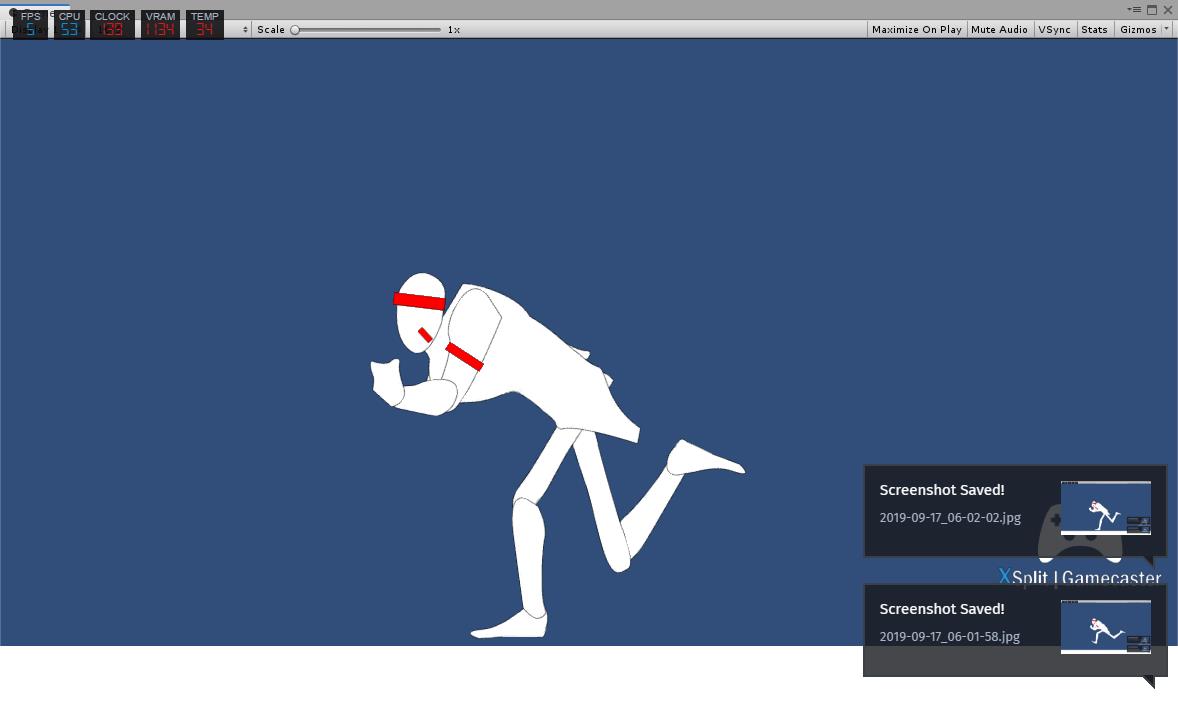 FPS CPU CLOCK VRAM TEMP
5 53 139 1134 34
Scale 1x Maximize On Play Mute Audio VSync Stats Gizmos
Screenshot Saved!
2019-09-17_06-02-02.jpg
XSplit | Gamecaster
Screenshot Saved!
2019-09-17_06-01-58.jpg